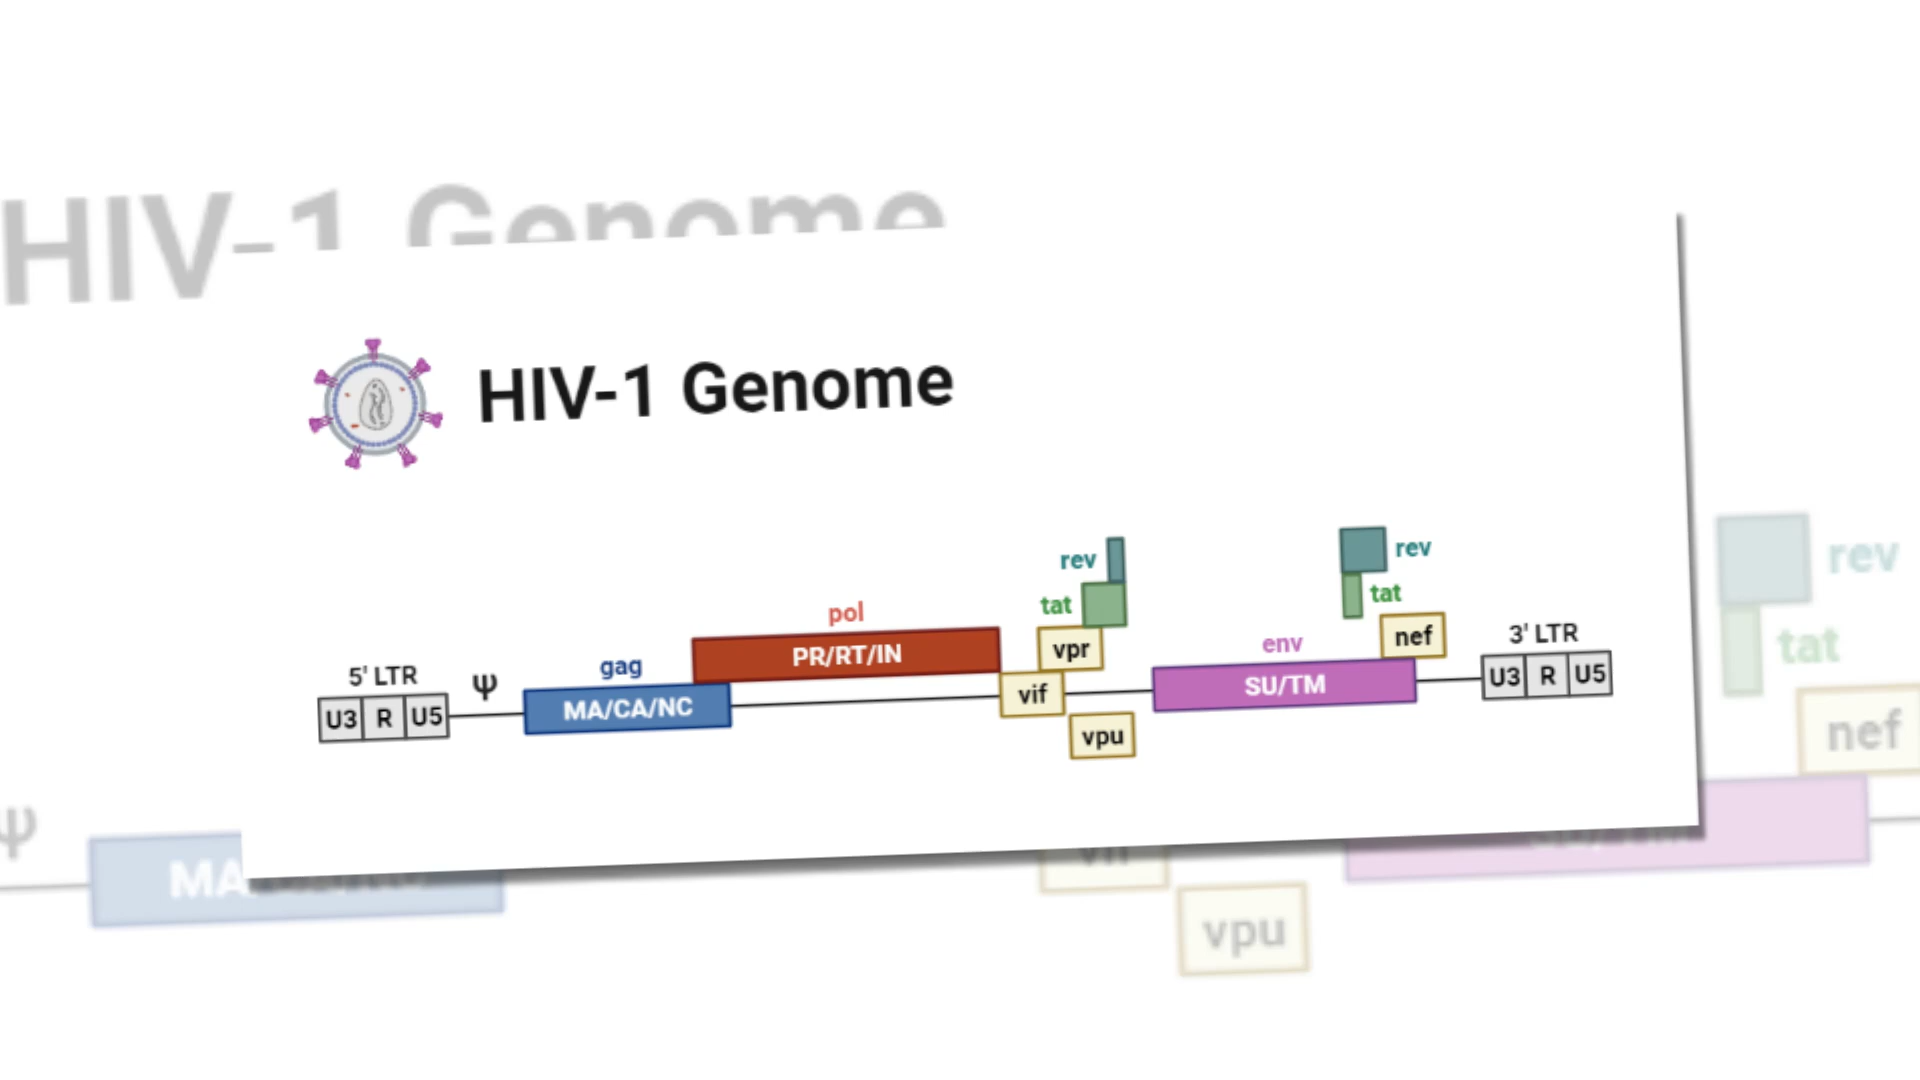 HIV-1 Genome
HIV-1 Genome
rev
rev
rev
tat
tat
tat
pol
vpr
nef
nef
env
gag
PR/RT/IN
5' LTR
ψ
3' LTR
U3 R U5
MA/CA/NC
vif
SU/TM
U3 R U5
vpu
ψ
MA
vpu